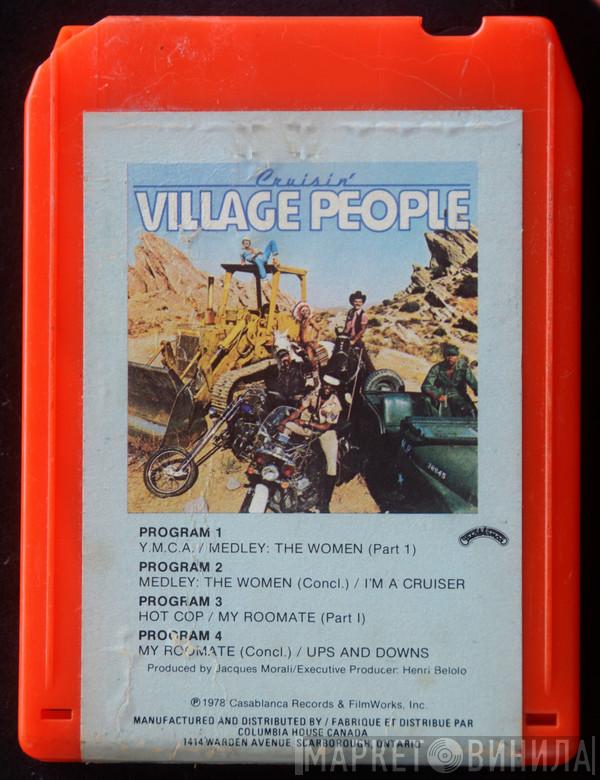 Cruisin'
VILLAGE PEOPLE
PROGRAM 1
Y.M.C.A. / MEDLEY: THE WOMEN (Part 1)
PROGRAM 2
MEDLEY: THE WOMEN (Concl.) / I'M A CRUISER
PROGRAM 3
HOT COP / MY ROOMATE (Part I)
PROGRAM 4
MY ROOMATE (Concl.) / UPS AND DOWNS
Produced by Jacques Morali/Executive Producer: Henri Belolo
℗ 1978 Casablanca Records & FilmWorks, Inc.
MANUFACTURED AND DISTRIBUTED BY / FABRIQUE ET DISTRIBUE PAR
COLUMBIA HOUSE CANADA
1414 WARDEN AVENUE SCARBOROUGH, ONTARIO
МАРКЕТ ВИНИЛА